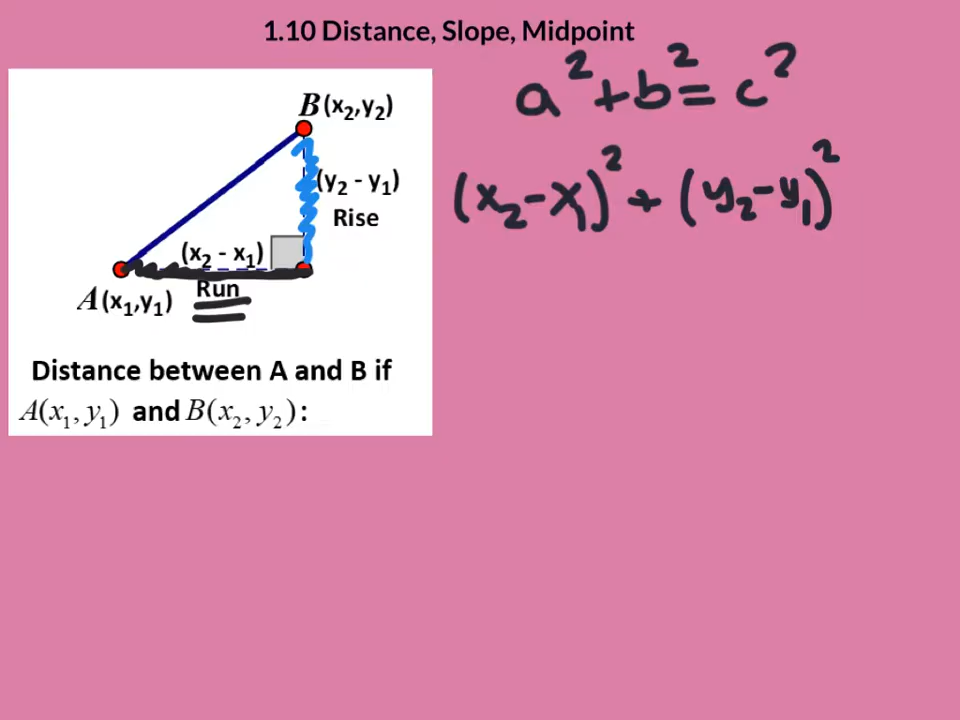 1.10 Distance, Slope, Midpoint
a² + b² = c²
(x₂ - x₁)² + (y₂ - y₁)²
B (x₂,y₂)
(y₂ - y₁)
Rise
(x₂ - x₁)
Run
A (x₁,y₁)
Distance between A and B if
A(x₁, y₁) and B(x₂, y₂) :